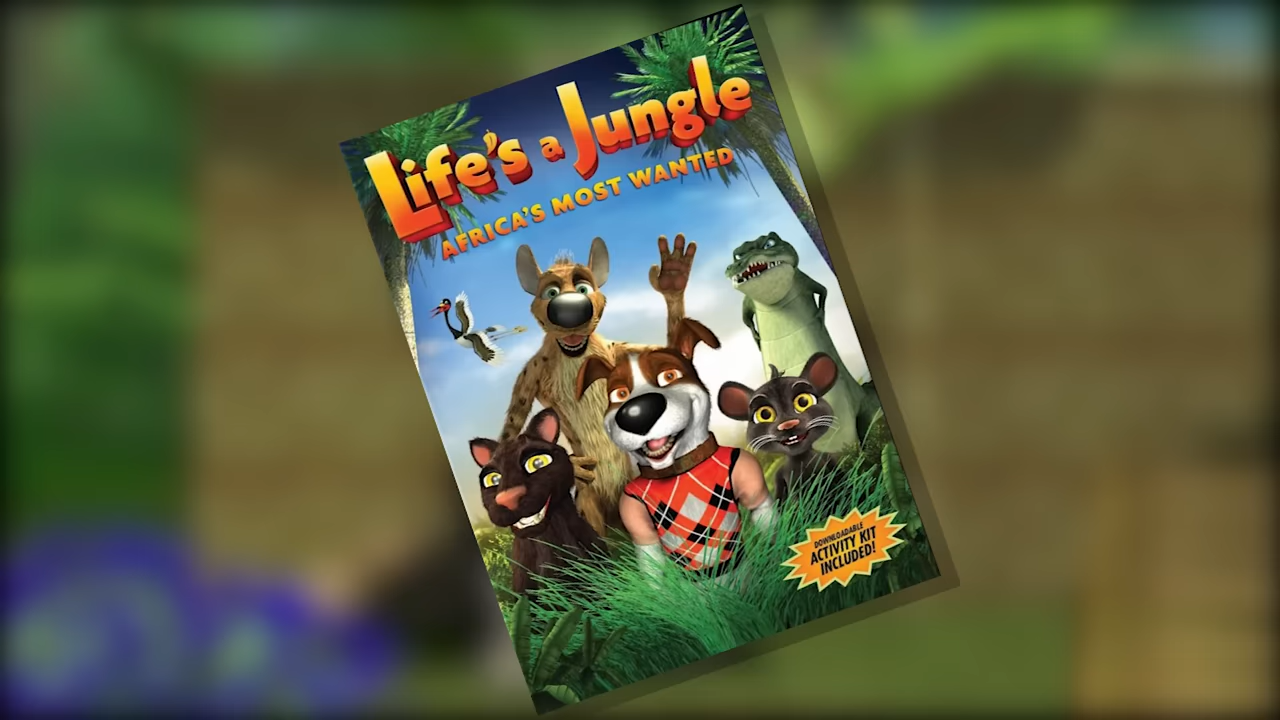 Life's a Jungle
AFRICA'S MOST WANTED
DOWNLOADABLE
ACTIVITY KIT
INCLUDED!